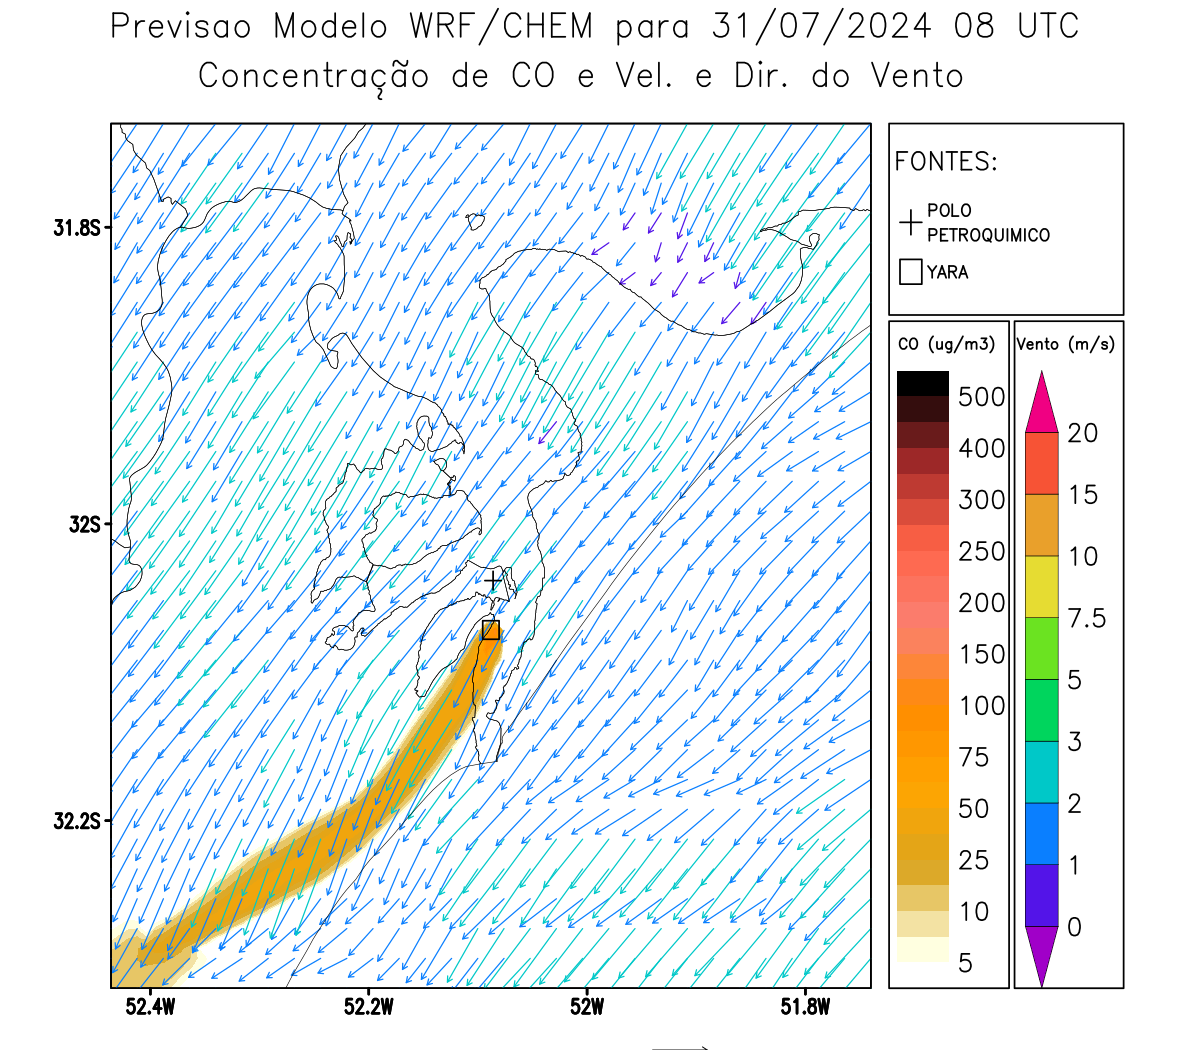 Previsao Modelo WRF/CHEM para 31/07/2024 08 UTC
Concentração de CO e Vel. e Dir. do Vento
31.8S
32S
32.2S
52.4W
52.2W
52W
51.8W
FONTES:
POLO
PETROQUIMICO
YARA
CO (ug/m3)
500
400
300
250
200
150
100
75
50
25
10
5
Vento (m/s)
20
15
10
7.5
5
3
2
1
0